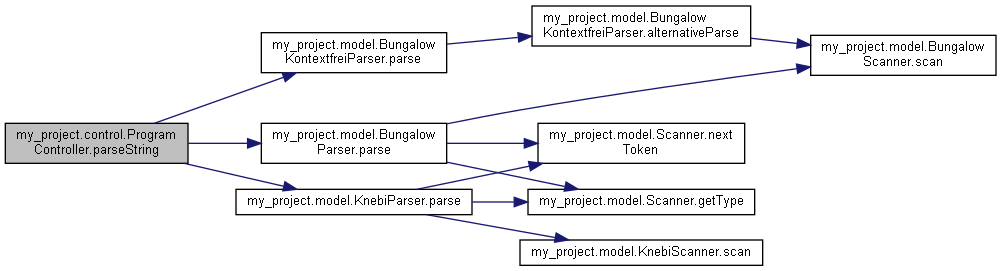 my_project.control.Program
Controller.parseString
my_project.model.Bungalow
KontextfreiParser.parse
my_project.model.Bungalow
KontextfreiParser.alternativeParse
my_project.model.Bungalow
Scanner.scan
my_project.model.Bungalow
Parser.parse
my_project.model.Scanner.next
Token
my_project.model.KnebiParser.parse
my_project.model.Scanner.getType
my_project.model.KnebiScanner.scan